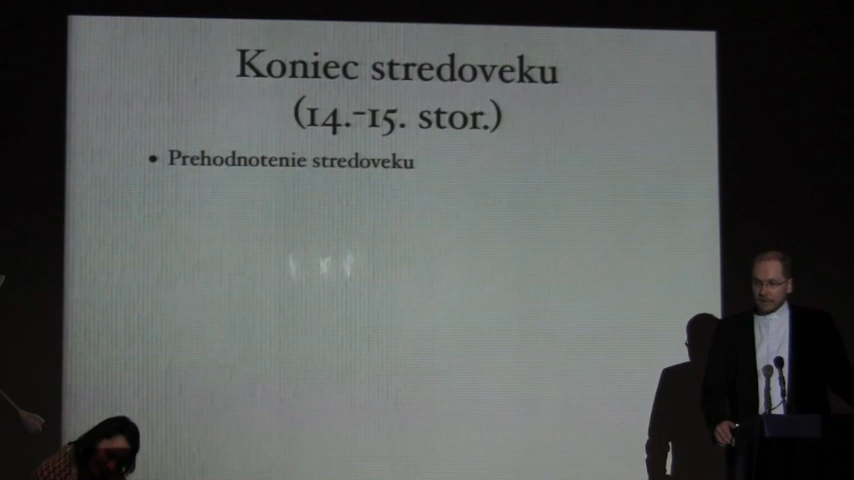 Koniec stredoveku
(14.-15. stor.)
• Prehodnotenie stredoveku